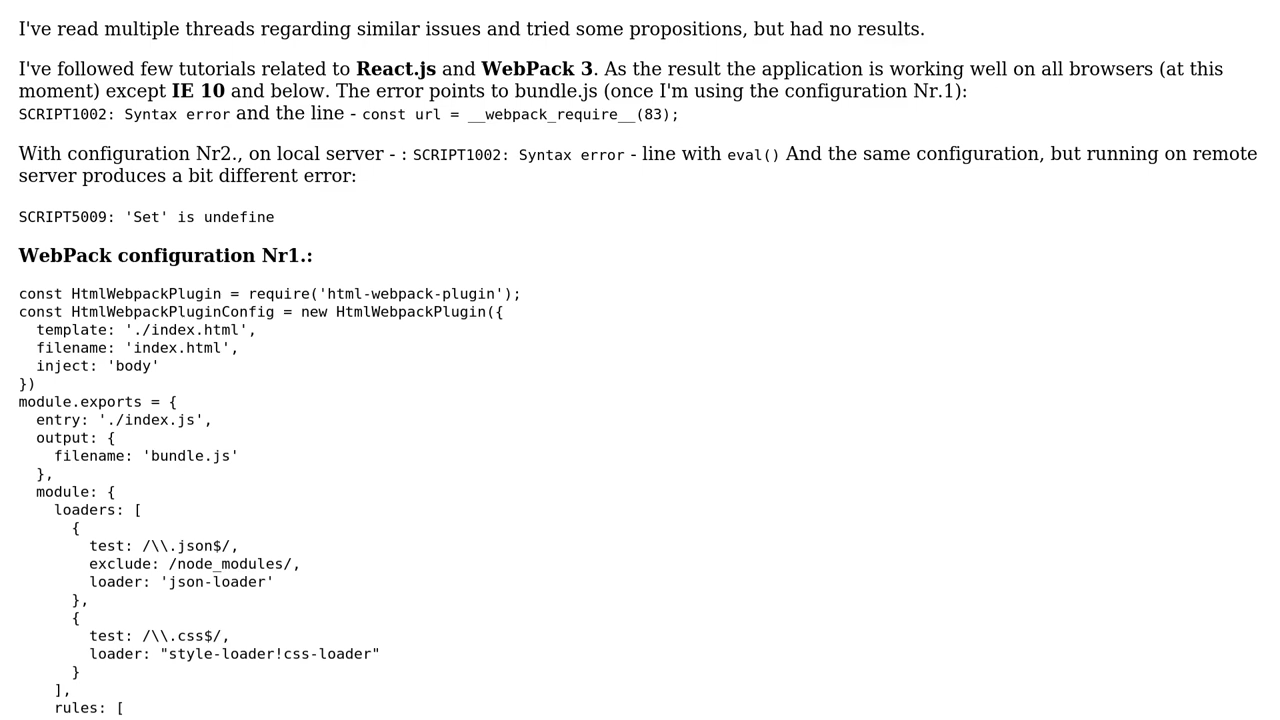 I've read multiple threads regarding similar issues and tried some propositions, but had no results.
I've followed few tutorials related to React.js and WebPack 3. As the result the application is working well on all browsers (at this
moment) except IE 10 and below. The error points to bundle.js (once I'm using the configuration Nr.1):
SCRIPT1002: Syntax error and the line - const url = __webpack_require__(83);
With configuration Nr2., on local server - : SCRIPT1002: Syntax error - line with eval() And the same configuration, but running on remote
server produces a bit different error:
SCRIPT5009: 'Set' is undefine
WebPack configuration Nr1.:
const HtmlWebpackPlugin = require('html-webpack-plugin');
const HtmlWebpackPluginConfig = new HtmlWebpackPlugin({
  template: './index.html',
  filename: 'index.html',
  inject: 'body'
})
module.exports = {
  entry: './index.js',
  output: {
    filename: 'bundle.js'
  },
  module: {
    loaders: [
      {
        test: /\\.json$/,
        exclude: /node_modules/,
        loader: 'json-loader'
      },
      {
        test: /\\.css$/,
        loader: "style-loader!css-loader"
      }
    ],
    rules: [